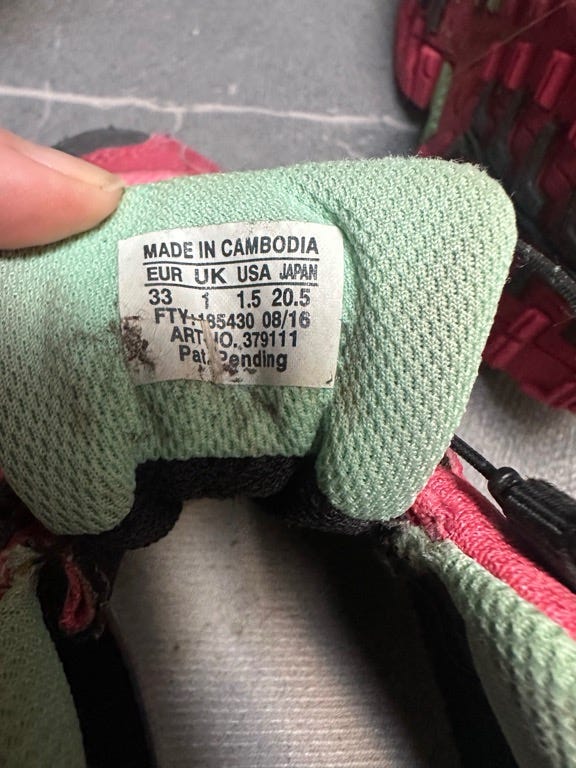 MADE IN CAMBODIA
EUR UK USA JAPAN
33 1 1.5 20.5
FTY: 185430 08/16
ART NO. 379111
Pat. Pending